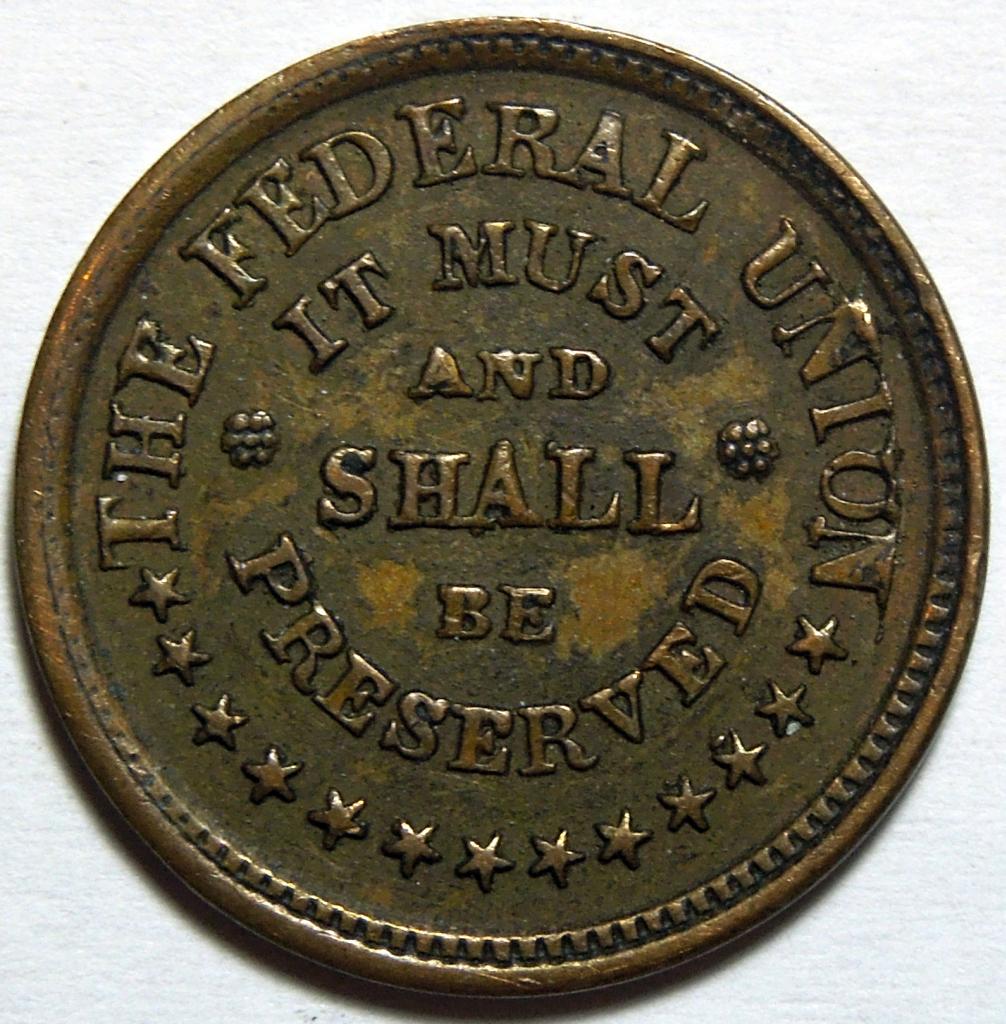 THE FEDERAL UNION
IT MUST
AND
SHALL
BE
PRESERVED